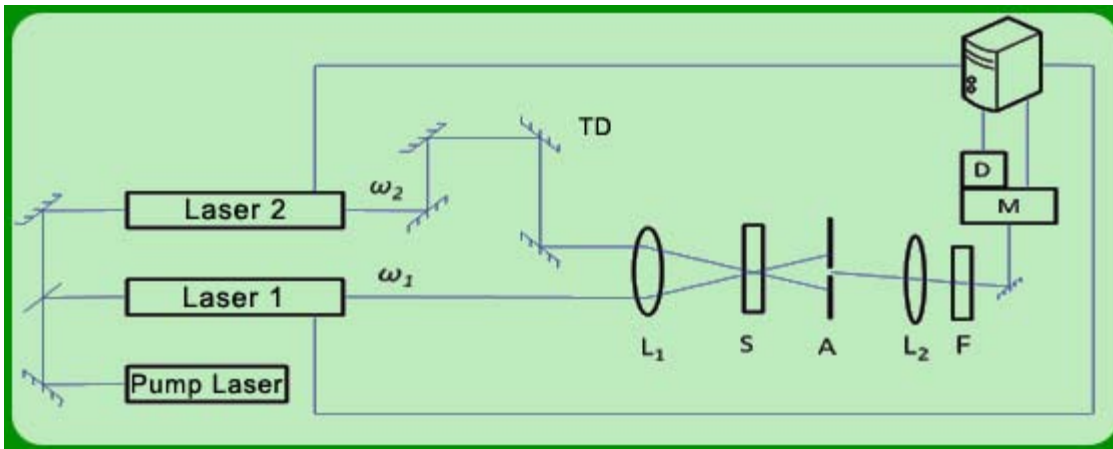 TD
ω₂
Laser 2
D
M
ω₁
Laser 1
L₁
S
A
L₂
F
Pump Laser